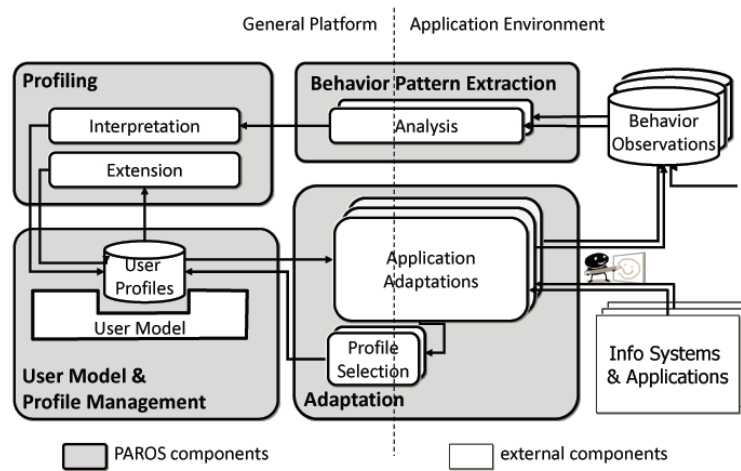 General Platform
Application Environment
Profiling
Behavior Pattern Extraction
Interpretation
Analysis
Behavior
Observations
Extension
User
Profiles
Application
Adaptations
User Model
Profile
Selection
Info Systems
& Applications
User Model &
Profile Management
Adaptation
PAROS components
external components